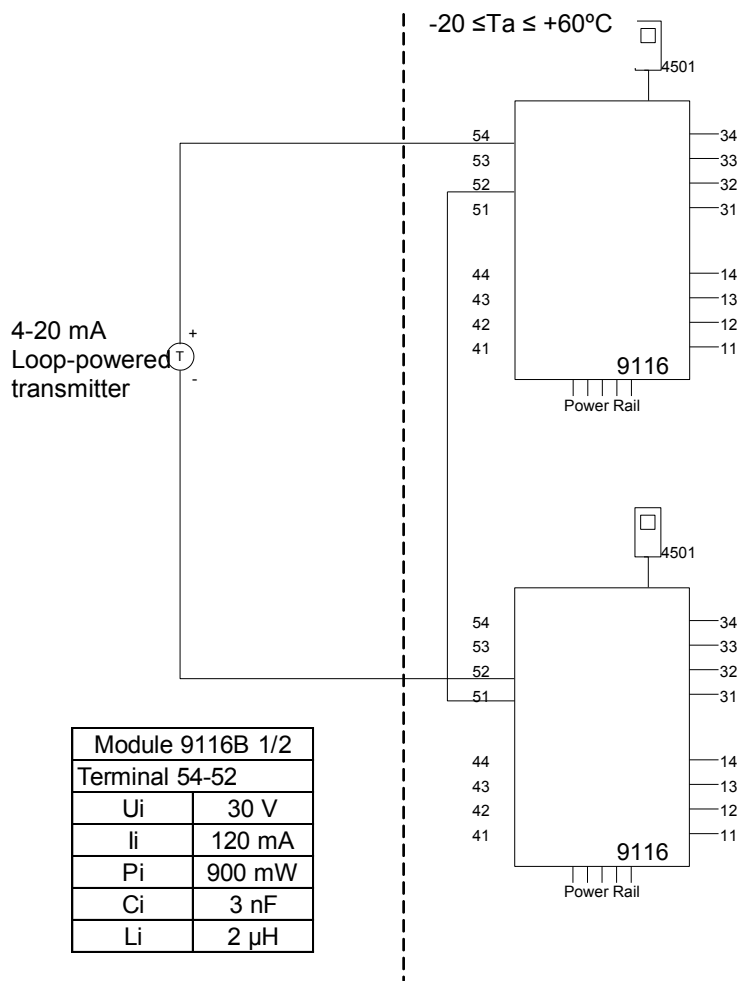 -20 ≤Ta ≤ +60ºC
4501
54
53
52
51
44
43
42
41
34
33
32
31
14
13
12
11
9116
Power Rail
4-20 mA
Loop-powered
transmitter
+
T
-
4501
54
53
52
51
44
43
42
41
34
33
32
31
14
13
12
11
9116
Power Rail
Module 9116B 1/2
Terminal 54-52
Ui 30 V
Ii 120 mA
Pi 900 mW
Ci 3 nF
Li 2 µH